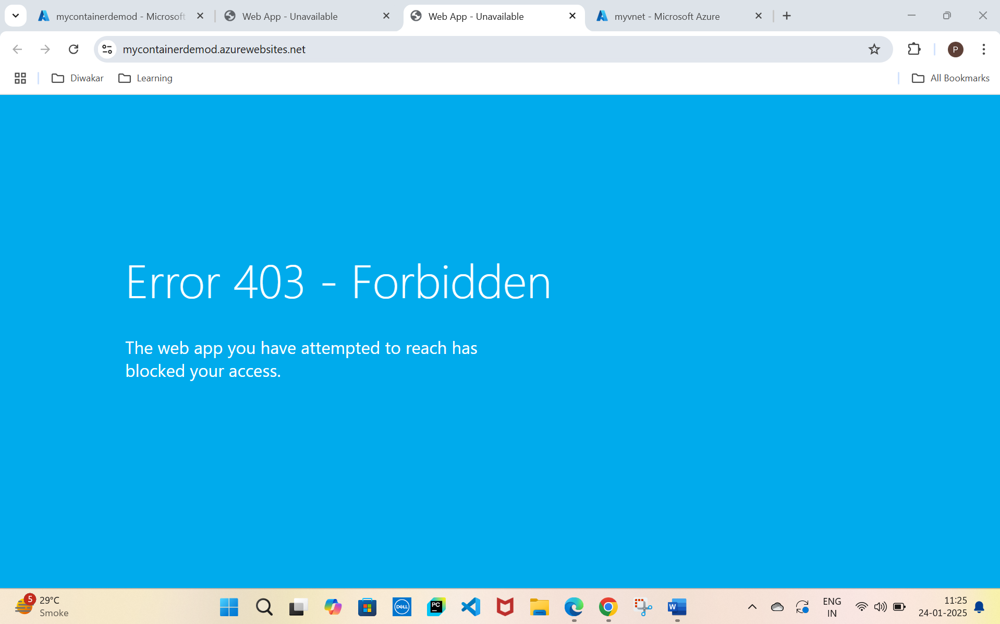 mycontainerdemod - Microsoft
Web App - Unavailable
Web App - Unavailable
myvnet - Microsoft Azure
mycontainerdemod.azurewebsites.net
P
Diwakar
Learning
All Bookmarks
Error 403 - Forbidden
The web app you have attempted to reach has
blocked your access.
5
29°C
Smoke
DELL
PC
W
ENG
IN
11:25
24-01-2025